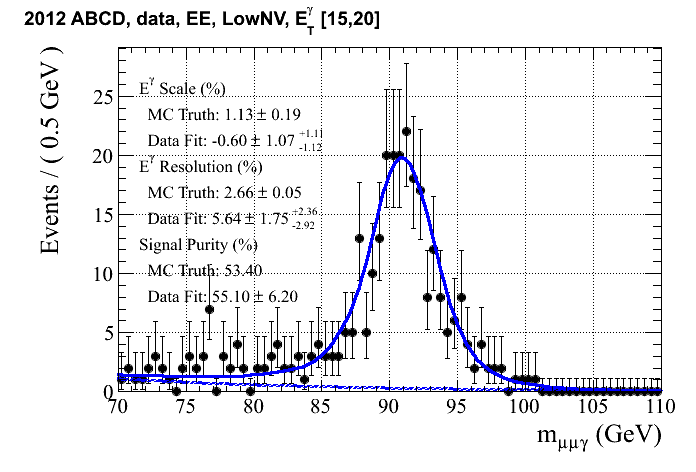 2012 ABCD, data, EE, LowNV, E_T^γ [15,20]
Events / ( 0.5 GeV )
E^γ Scale (%)
MC Truth: 1.13 ± 0.19
Data Fit: -0.60 ± 1.07 +1.11 -1.12
E^γ Resolution (%)
MC Truth: 2.66 ± 0.05
Data Fit: 5.64 ± 1.75 +2.36 -2.92
Signal Purity (%)
MC Truth: 53.40
Data Fit: 55.10 ± 6.20
25
20
15
10
5
0
70 75 80 85 90 95 100 105 110
m_μμγ (GeV)